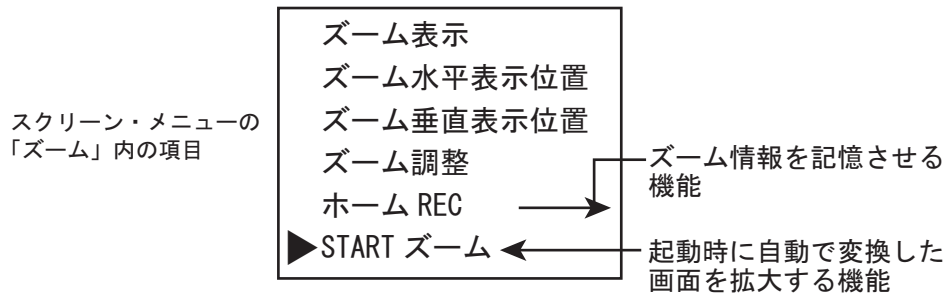 スクリーン・メニューの
「ズーム」内の項目
ズーム表示
ズーム水平表示位置
ズーム垂直表示位置
ズーム調整
ホーム REC
START ズーム
ズーム情報を記憶させる
機能
起動時に自動で変換した
画面を拡大する機能